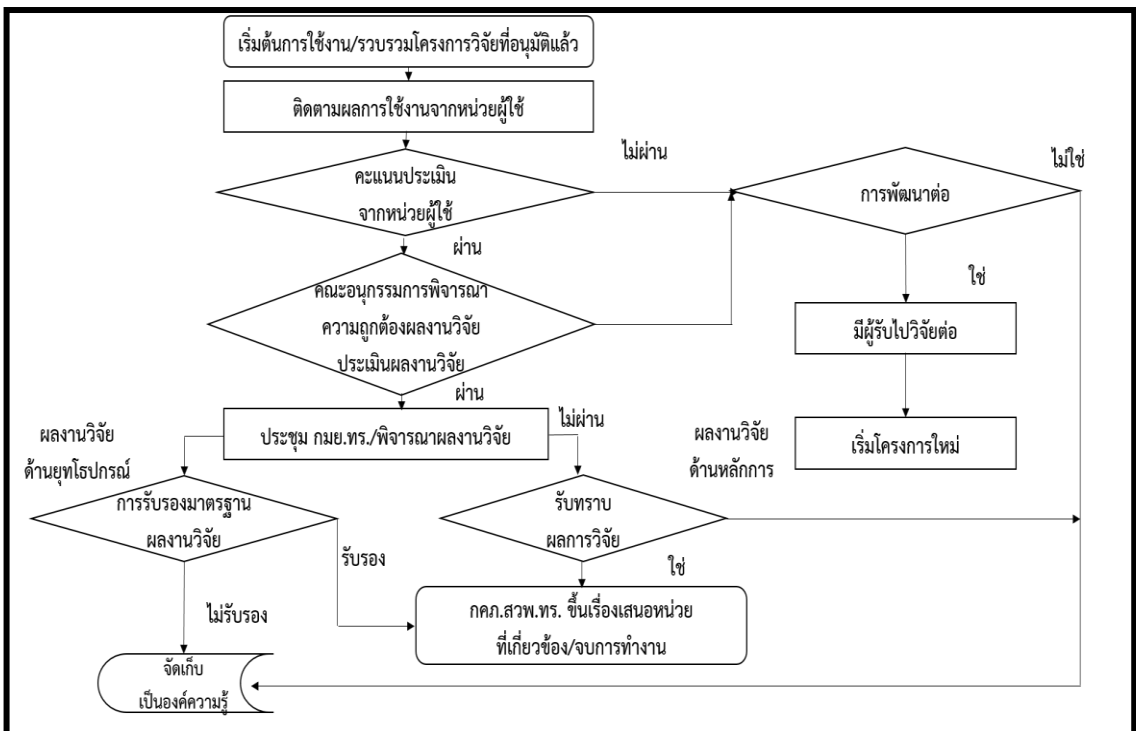 เริ่มต้นการใช้งาน/รวบรวมโครงการวิจัยที่อนุมัติแล้ว
ติดตามผลการใช้งานจากหน่วยผู้ใช้
ไม่ผ่าน
ไม่ใช่
คะแนนประเมิน
จากหน่วยผู้ใช้
การพัฒนาต่อ
ผ่าน
ใช่
คณะอนุกรรมการพิจารณา
ความถูกต้องผลงานวิจัย
ประเมินผลงานวิจัย
มีผู้รับไปวิจัยต่อ
ผ่าน
ประชุม กมย.ทร./พิจารณาผลงานวิจัย
ไม่ผ่าน
เริ่มโครงการใหม่
ผลงานวิจัย
ด้านยุทโธปกรณ์
ผลงานวิจัย
ด้านหลักการ
การรับรองมาตรฐาน
ผลงานวิจัย
รับทราบ
ผลการวิจัย
รับรอง
ใช่
ไม่รับรอง
กคภ.สวพ.ทร. ขึ้นเรื่องเสนอหน่วย
ที่เกี่ยวข้อง/จบการทำงาน
จัดเก็บ
เป็นองค์ความรู้